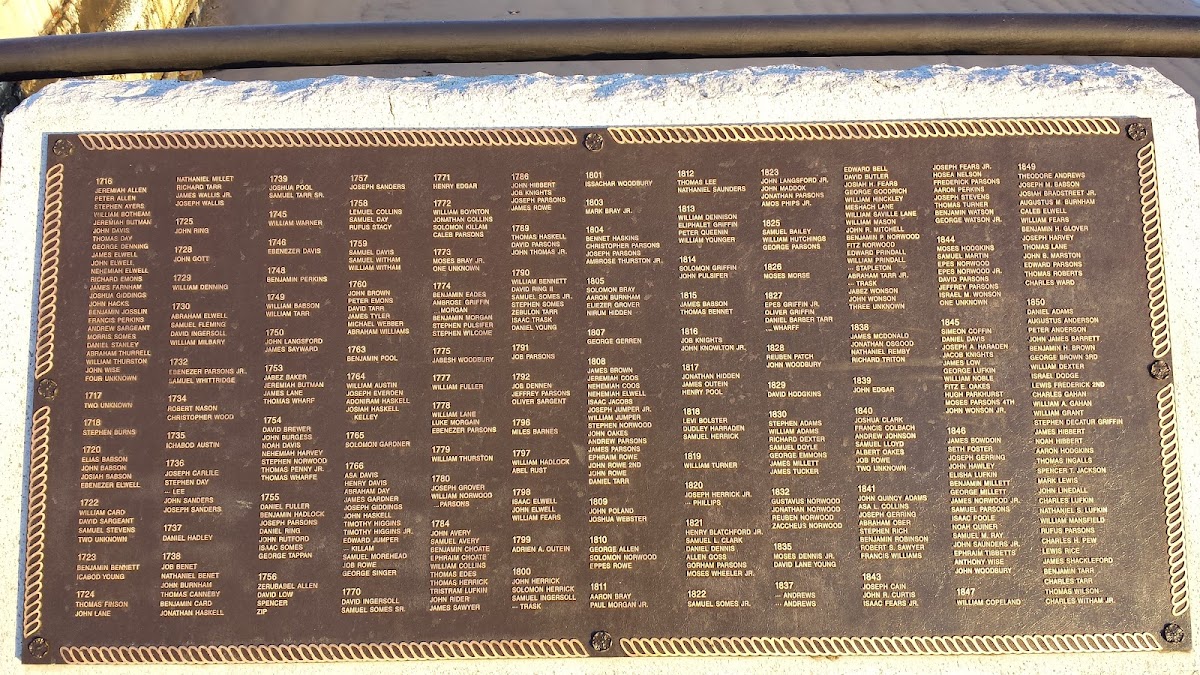 1716
JEREMIAH ALLEN
PETER ALLEN
STEPHEN AYERS
WILLIAM BOTHEAM
JEREMIAH BUTMAN
JOHN DAVIS
THOMAS DAY
GEORGE DENNING
JAMES ELWELL
JOHN ELWELL
NEHEMIAH ELWELL
RICHARD EMONS
JAMES FARNHAM
JOSHUA GIDDINGS
JOHN HACKS
BENJAMIN JOSSLIN
FRANCIS PERKINS
ANDREW SARGEANT
MORRIS SOMES
DANIEL STANLEY
ABRAHAM THURRELL
WILLIAM THURSTON
JOHN WISE
FOUR UNKNOWN
1717
TWO UNKNOWN
1718
STEPHEN BURNS
1720
ELIAS BABSON
JOHN BABSON
JOSIAH BABSON
EBENEZER ELWELL
1722
WILLIAM CARD
DAVID SARGEANT
SAMUEL STEVENS
TWO UNKNOWN
1723
BENJAMIN BENNETT
ICABOD YOUNG
1724
THOMAS FINSON
JOHN LANE
NATHANIEL MILLET
RICHARD TARR
JAMES WALLIS JR.
JOSEPH WALLIS
1725
JOHN RING
1728
JOHN GOTT
1729
WILLIAM DENNING
1730
ABRAHAM ELWELL
SAMUEL FLEMING
DAVID INGERSOLL
WILLIAM MILBARY
1732
EBENEZER PARSONS JR.
SAMUEL WHITTRIDGE
1734
ROBERT MASON
CHRISTOPHER WOOD
1735
ICHABOD AUSTIN
1736
JOSEPH CARLILE
STEPHEN DAY
--- LEE
JOHN SANDERS
JOSEPH SANDERS
1737
DANIEL HADLEY
1738
JOB BENET
NATHANIEL BENET
JOHN BURNHAM
THOMAS CANNEBY
BENJAMIN CARD
JONATHAN HASKELL
1739
JOSHUA POOL
SAMUEL TARR SR.
1745
WILLIAM WARNER
1746
EBENEZER DAVIS
1748
BENJAMIN PERKINS
1749
WILLIAM BABSON
WILLIAM TARR
1750
JOHN LANGSFORD
JAMES SAYWARD
1753
JABEZ BAKER
JEREMIAH BUTMAN
JAMES LANE
THOMAS WHARF
1754
DAVID BREWER
JOHN BURGESS
NOAH DAVIS
NEHEMIAH HARVEY
STEPHEN NORWOOD
THOMAS PENNY JR.
THOMAS WHARFE
1755
DANIEL FULLER
BENJAMIN HADLOCK
JOSEPH PARSONS
DANIEL RING
JOHN RUTFORD
ISAAC SOMES
GEORGE TAPPAN
1756
ZERUBABEL ALLEN
DAVID LOW
SPENCER
ZIP
1757
JOSEPH SANDERS
1758
LEMUEL COLLINS
SAMUEL DAY
RUFUS STACY
1759
SAMUEL DAVIS
SAMUEL WITHAM
WILLIAM WITHAM
1760
JOHN BROWN
PETER EMONS
DAVID TARR
JAMES TYLER
MICHAEL WEBBER
ABRAHAM WILLIAMS
1763
BENJAMIN POOL
1764
WILLIAM AUSTIN
JOSEPH EVERDEN
ADONIRAM HASKELL
JOSIAH HASKELL
KELLEY
1765
SOLOMON GARDNER
1766
ASA DAVIS
HENRY DAVIS
ABRAHAM DAY
JAMES GARDNER
JOSEPH GIDDINGS
JOHN HASKELL
TIMOTHY HIGGINS
TIMOTHY HIGGINS JR.
EDWARD JUMPER
KILLAM
SAMUEL MOREHEAD
JOB ROWE
GEORGE SINGER
1770
DAVID INGERSOLL
SAMUEL SOMES SR.
1771
HENRY EDGAR
1772
WILLIAM BOYNTON
JONATHAN COLLINS
SOLOMON KILLAM
CALEB PARSONS
1773
MOSES BRAY JR.
ONE UNKNOWN
1774
BENJAMIN EADES
AMBROSE GRIFFIN
--- MORGAN
BENJAMIN MORGAN
STEPHEN PULSIFER
STEPHEN WILCOME
1775
JABESH WOODBURY
1777
WILLIAM FULLER
1778
WILLIAM LANE
LUKE MORGAIN
EBENEZER PARSONS
1779
WILLIAM THURSTON
1780
JOSEPH GROVER
WILLIAM NORWOOD
...PARSONS
1784
JOHN AVERY
SAMUEL AVERY
BENJAMIN CHOATE
EPHRAIM CHOATE
WILLIAM COLLINS
THOMAS EDES
THOMAS HERRICK
TRISTRAM LUFKIN
JOHN RIDER
JAMES SAWYER
1786
JOHN HIBBERT
JOB KNIGHTS
JOSEPH PARSONS
JAMES ROWE
1789
THOMAS HASKELL
DAVID PARSONS
JOHN THOMAS JR.
1790
WILLIAM BENNETT
DAVID RING II
SAMUEL SOMES JR.
STEPHEN SOMES
ZEBULON TARR
ISAAC TRASK
DANIEL YOUNG
1791
JOB PARSONS
1792
JOB DENNEN
JEFFREY PARSONS
OLIVER SARGENT
1796
MILES BARNES
1797
WILLIAM HADLOCK
ABEL RUST
1798
ISAAC ELWELL
JOHN ELWELL
WILLIAM FEARS
1799
ADRIEN A. OUTEIN
1800
JOHN HERRICK
SOLOMON HERRICK
SAMUEL INGERSOLL
--- TRASK
1801
ISSACHAR WOODBURY
1803
MARK BRAY JR.
1804
BENNET HASKINS
CHRISTOPHER PARSONS
JOSEPH PARSONS
AMBROSE THURSTON JR.
1805
SOLOMON BRAY
AARON BURNHAM
ELIEZER GROVER
NIRUM HIDDEN
1807
GEORGE GERREN
1808
JAMES BROWN
JEREMIAH COOS
NEHEMIAH COOS
NEHEMIAH ELWELL
ISAAC JACOBS
JOSEPH JUMPER JR.
WILLIAM JUMPER
STEPHEN NORWOOD
JOHN OAKES
ANDREW PARSONS
JAMES PARSONS
EPHRAIM ROWE
JOHN ROWE 2ND
JOHN ROWE
DANIEL TARR
1809
JOHN POLAND
JOSHUA WEBSTER
1810
GEORGE ALLEN
SOLOMON NORWOOD
EPPES ROWE
1811
AARON BRAY
PAUL MORGAN JR.
1812
THOMAS LEE
NATHANIEL SAUNDERS
1813
WILLIAM DENNISON
ELIPHALET GRIFFIN
PETER QUEENIN
WILLIAM YOUNGER
1814
SOLOMON GRIFFIN
JOHN PULSIFER
1815
JAMES BABSON
THOMAS BENNET
1816
JOB KNIGHTS
JOHN KNOWLTON JR.
1817
JONATHAN HIDDEN
JAMES OUTEIN
HENRY POOL
1818
LEVI BOLSTER
DUDLEY HARRADEN
SAMUEL HERRICK
1819
WILLIAM TURNER
1820
JOSEPH HERRICK JR.
--- PHILLIPS
1821
HENRY BLATCHFORD JR.
SAMUEL L. CLARK
DANIEL DENNIS
ALLEN GOSS
GORHAM PARSONS
MOSES WHEELER JR.
1822
SAMUEL SOMES JR.
1823
JOHN LANGSFORD JR.
JOHN MADDOX
JONATHAN PARSONS
AMOS PHIPS JR.
1825
SAMUEL BAILEY
WILLIAM HUTCHINGS
GEORGE PARSONS
1826
MOSES MORSE
1827
EPES GRIFFIN JR.
OLIVER GRIFFIN
DANIEL BARBER TARR
--- WHARFF
1828
REUBEN PATCH
JOHN WOODBURY
1829
DAVID HODGKINS
1830
STEPHEN ADAMS
WILLIAM ADAMS
RICHARD DEXTER
SAMUEL DOYLE
GEORGE EMMONS
JAMES MILLETT
JAMES TUCKER
1832
GUSTAVUS NORWOOD
JONATHAN NORWOOD
REUBEN NORWOOD
ZACCHEUS NORWOOD
1835
MOSES DENNIS JR.
DAVID LANE YOUNG
1837
--- ANDREWS
--- ANDREWS
EDWARD BELL
DAVID BUTLER
JOSIAH H. FEARS
GEORGE GOODRICH
WILLIAM HINCKLEY
MESHACH LANE
WILLIAM SAVILLE LANE
WILLIAM MASON
JOHN R. MITCHELL
BENJAMIN P. NORWOOD
FITZ NORWOOD
EDWARD PRINDALL
WILLIAM PRINDALL
--- STAPLETON
ABRAHAM TARR JR.
--- TRASK
JABEZ WONSON
JOHN WONSON
THREE UNKNOWN
1838
JAMES MCDONALD
JONATHAN OSGOOD
NATHANIEL REMBY
RICHARD TRITON
1839
JOHN EDGAR
1840
JOSHUA CLARK
FRANCIS COLBACH
ANDREW JOHNSON
SAMUEL LLOYD
ALBERT OAKES
JOB ROWE
TWO UNKNOWN
1841
JOHN QUINCY ADAMS
ASA L. COLLINS
JOSEPH GERRING
ABRAHAM OBER
STEPHEN RICH
BENJAMIN ROBINSON
ROBERT S. SAWYER
FRANCIS WILLIAMS
1843
JOSEPH CAIN
JOHN R. CURTIS
ISAAC FEARS JR.
JOSEPH FEARS JR.
HOSEA NELSON
FREDERICK PARSONS
AARON PERKINS
JOSEPH STEVENS
THOMAS TURNER
BENJAMIN WATSON
GEORGE WATSON JR.
1844
MOSES HODGKINS
SAMUEL MARTIN
EPES NORWOOD
EPES NORWOOD JR.
DAVID PARSONS
JEFFREY PARSONS
ISRAEL M. WONSON
ONE UNKNOWN
1845
SIMEON COFFIN
DANIEL DAVIS
JOSEPH A. HARADEN
JACOB KNIGHTS
JAMES LOW
GEORGE LUFKIN
WILLIAM NOBLE
FITZ E. OAKES
HUGH PARKHURST
MOSEE PARSONS 4TH
JOHN WONSON JR.
1846
JAMES BOWDOIN
SETH FOSTER
JOSEPH GERRING
JOHN HAWLEY
ELISHA LUFKIN
BENJAMIN MILLETT
GEORGE MILLETT
JAMES NORWOOD JR.
SAMUEL PARSONS
ISAAC POOLE
NOAH QUINER
SAMUEL M. RAY
JOHN SAUNDERS JR.
EPHRAIM TIBBETTS
ANTHONY WISE
JOHN WOODBURY
1847
WILLIAM COPELAND
1849
THEODORE ANDREWS
JOSEPH M. BABSON
JOSIAH BRADSTREET JR.
AUGUSTUS M. BURNHAM
CALEB ELWELL
WILLIAM FEARS
BENJAMIN H. GLOVER
JOSEPH HARVEY
THOMAS LANE
JOHN B. MARSTON
EDWARD PARSONS
THOMAS ROBERTS
CHARLES WARD
1850
DANIEL ADAMS
AUGUSTUS ANDERSON
PETER ANDERSON
JOHN JAMES BARRETT
BENJAMIN H. BROWN
GEORGE BROWN 3RD
WILLIAM DEXTER
ISRAEL DODGE
LEWIS FREDERICK 2ND
CHARLES GAHAN
WILLIAM A. GAHAN
WILLIAM GRANT
STEPHEN DECATUR GRIFFIN
JAMES HIBBERT
NOAH HIBBERT
AARON HODGKINS
THOMAS INGALLS
SPENCER T. JACKSON
MARK LEWIS
JOHN LINEDALL
CHARLES LUFKIN
NATHANIEL S. LUFKIN
WILLIAM MANSFIELD
RUFUS PARSONS
CHARLES H. PEW
LEWIS RICE
JAMES SHACKELFORD
BENJAMIN TARR
CHARLES TARR
THOMAS WILSON
CHARLES WITHAM JR.